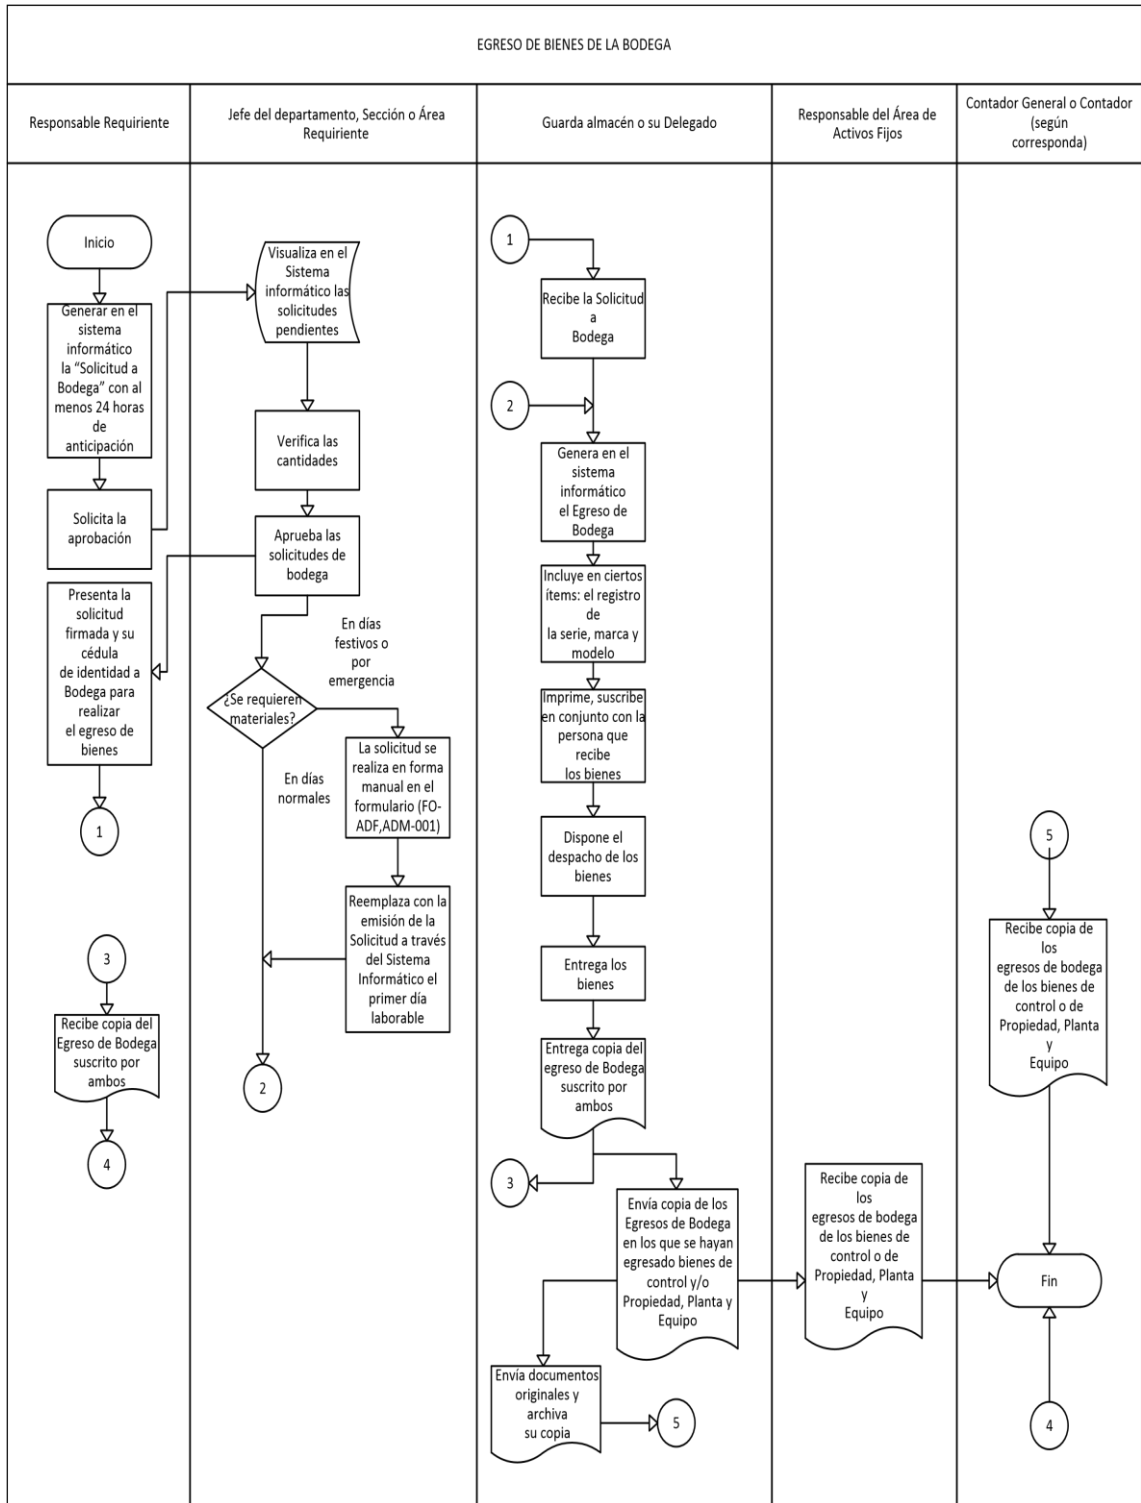 EGRESO DE BIENES DE LA BODEGA
Responsable Requiriente
Jefe del departamento, Sección o Área
Requiriente
Guarda almacén o su Delegado
Responsable del Área de
Activos Fijos
Contador General o Contador
(según
corresponda)
Inicio
Generar en el
sistema
informático
la “Solicitud a
Bodega” con al
menos 24 horas
de
anticipación
Solicita la
aprobación
Presenta la
solicitud
firmada y su
cédula
de identidad a
Bodega para
realizar
el egreso de
bienes
1
3
Recibe copia del
Egreso de Bodega
suscrito por
ambos
4
Visualiza en el
Sistema
informático las
solicitudes
pendientes
Verifica las
cantidades
Aprueba las
solicitudes de
bodega
En días
festivos o
por
emergencia
¿Se requieren
materiales?
En días
normales
La solicitud se
realiza en forma
manual en el
formulario (FO-
ADF,ADM-001)
Reemplaza con la
emisión de la
Solicitud a través
del Sistema
Informático el
primer día
laborable
2
1
Recibe la Solicitud
a
Bodega
2
Genera en el
sistema
informático
el Egreso de
Bodega
Incluye en ciertos
ítems: el registro
de
la serie, marca y
modelo
Imprime, suscribe
en conjunto con la
persona que
recibe
los bienes
Dispone el
despacho de los
bienes
Entrega los
bienes
Entrega copia del
egreso de Bodega
suscrito por
ambos
3
Envía copia de los
Egresos de Bodega
en los que se hayan
egresado bienes de
control y/o
Propiedad, Planta y
Equipo
Envía documentos
originales y
archiva
su copia
5
Recibe copia de
los
egresos de bodega
de los bienes de
control o de
Propiedad, Planta
y
Equipo
5
Recibe copia de
los
egresos de bodega
de los bienes de
control o de
Propiedad, Planta
y
Equipo
Fin
4